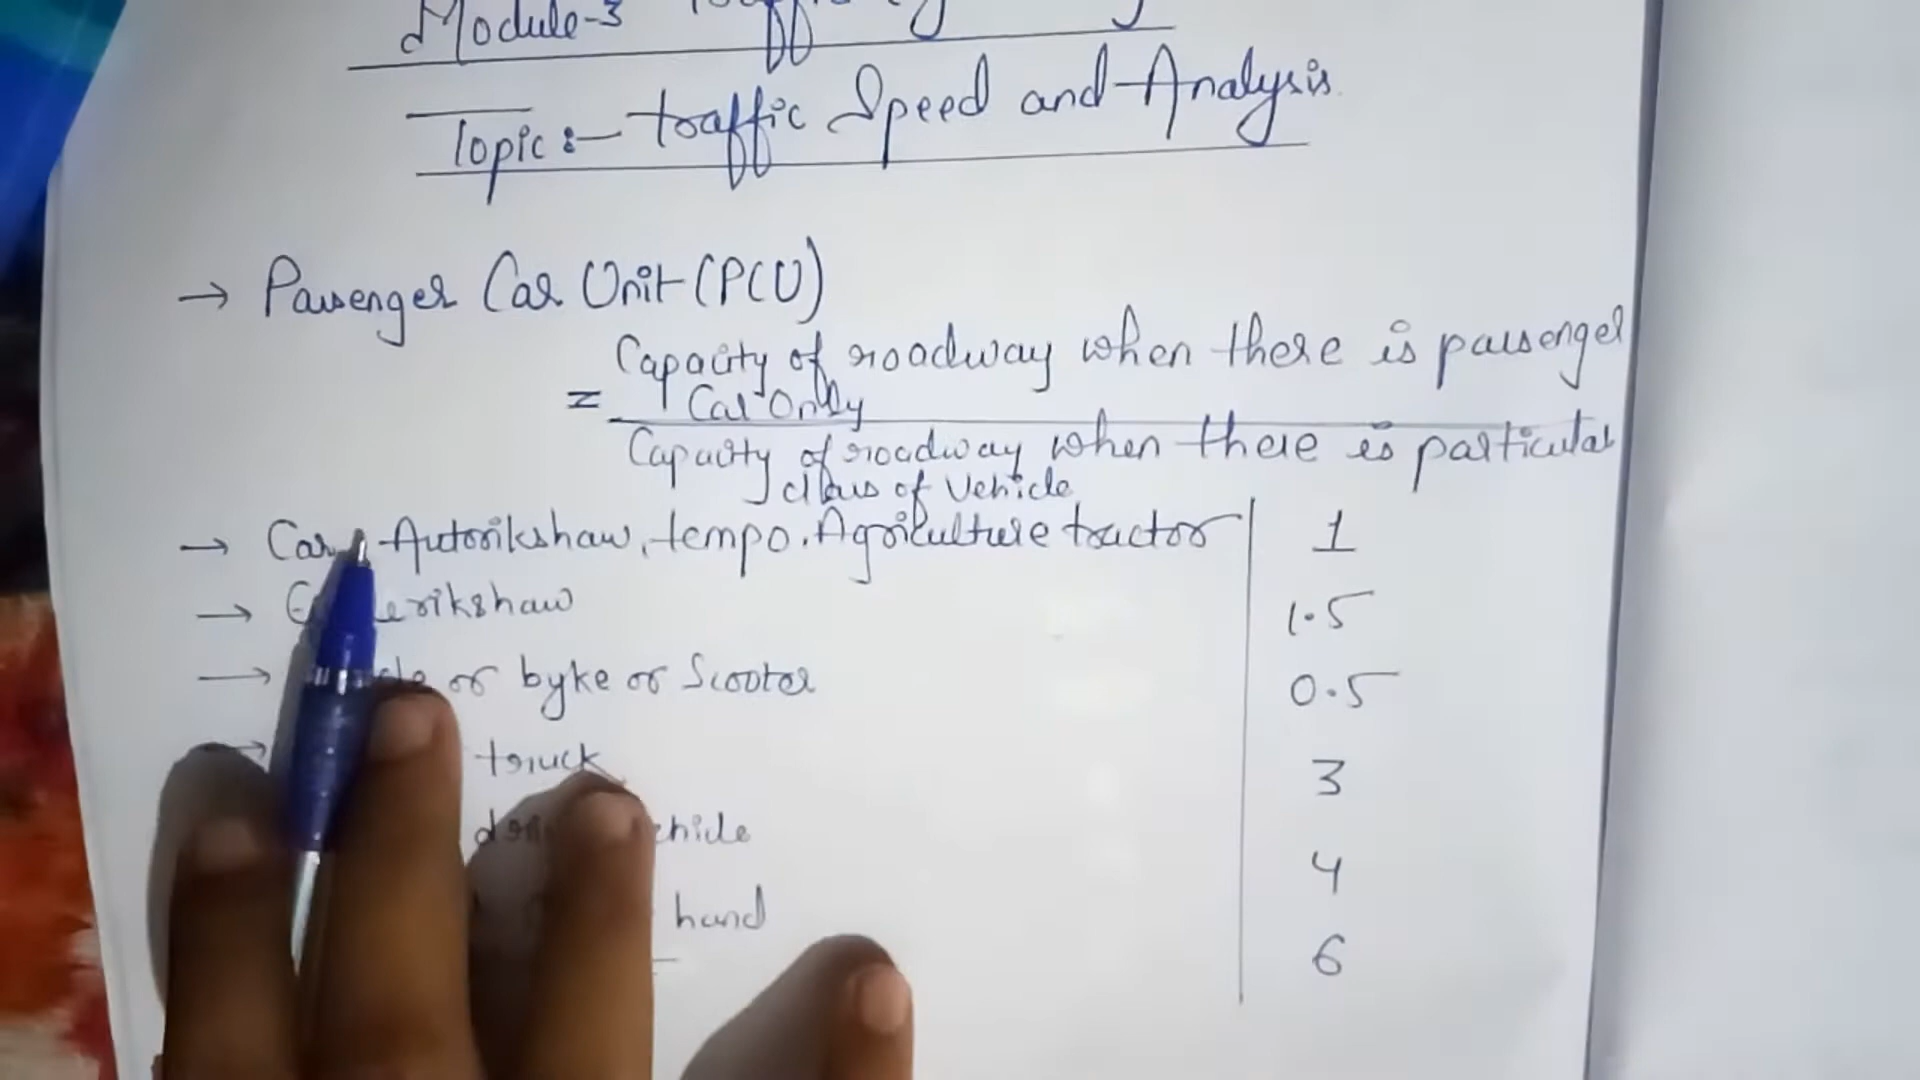 Module-3 Traffic
Topic :- traffic Speed and Analysis
→ Passenger Car Unit (PCU)
= Capacity of roadway when there is passenger
Car Only
Capacity of roadway when there is particular
class of Vehicle
→ Car, Autorikshaw, tempo, Agriculture tractor 1
→ rikshaw 1.5
→ or byke or Scooter 0.5
→ truck 3
4
hand 6